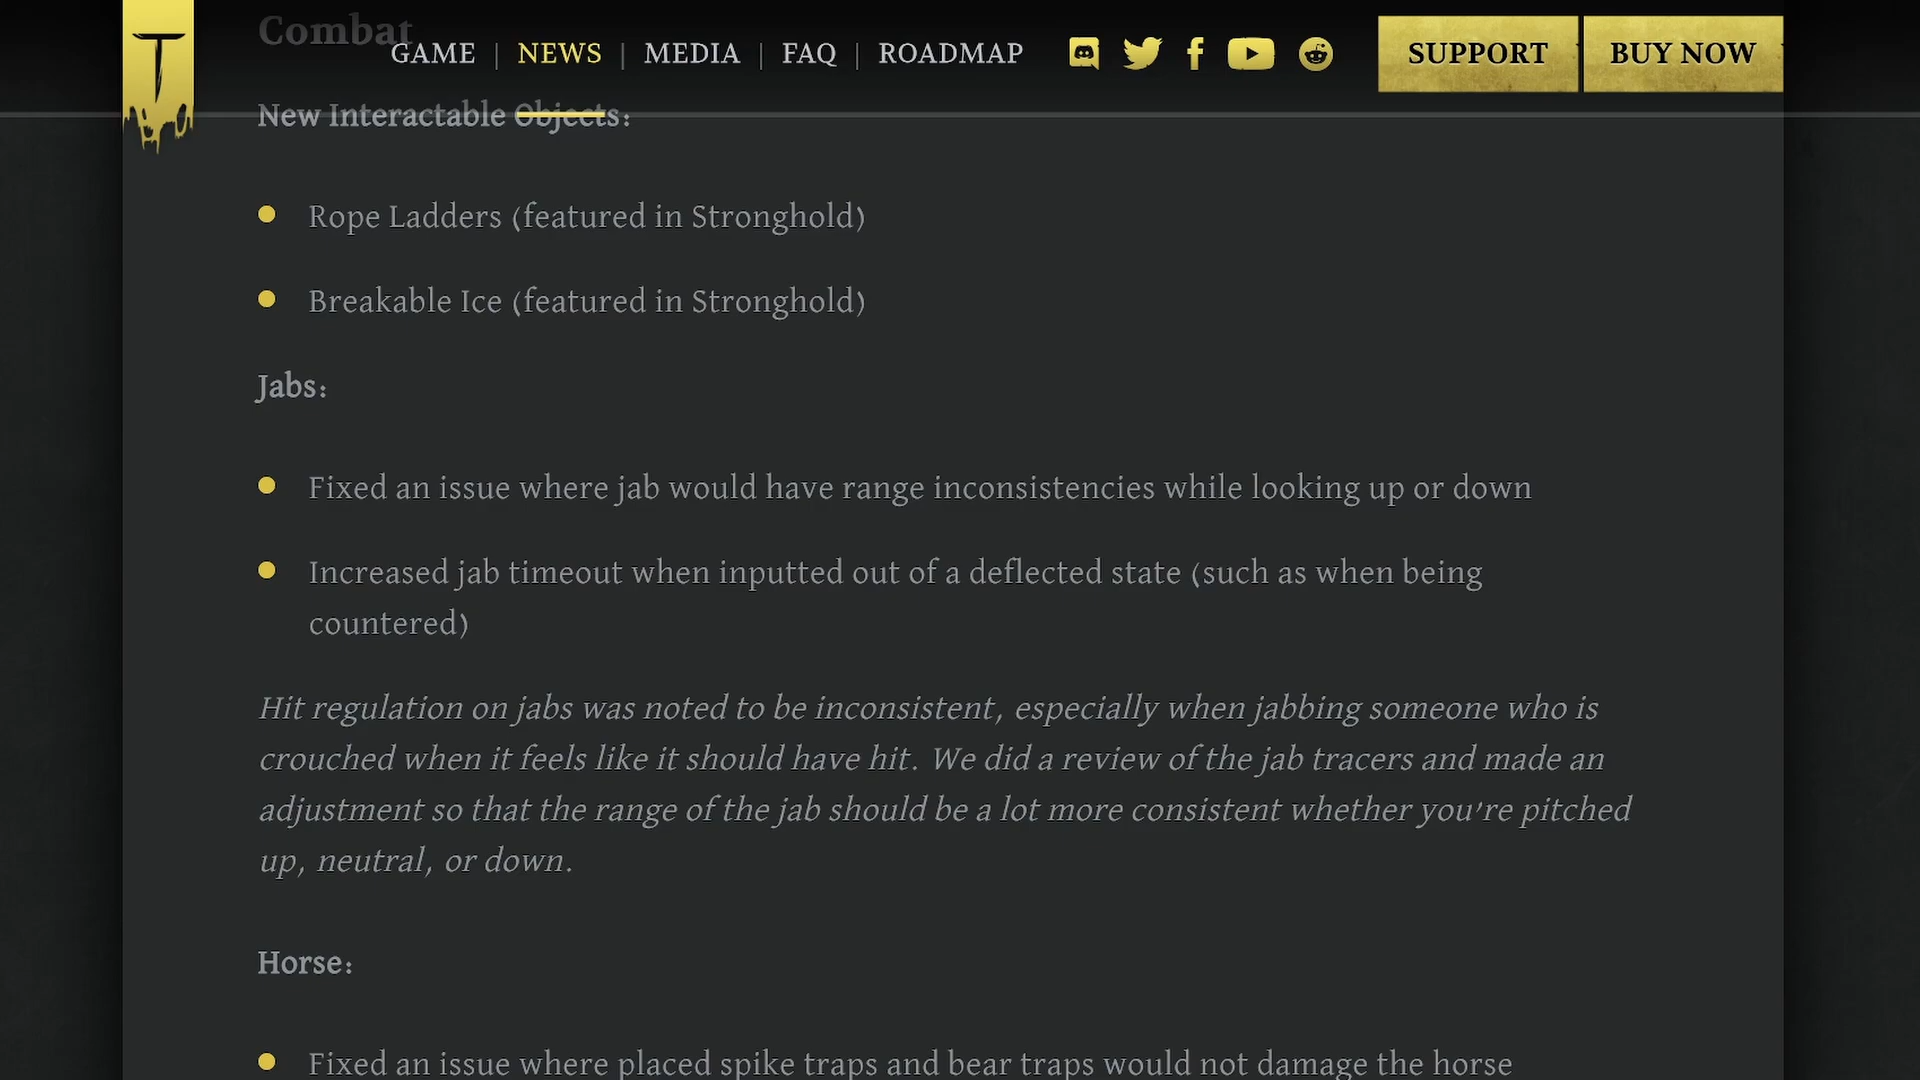 Combat
GAME | NEWS | MEDIA | FAQ | ROADMAP
SUPPORT
BUY NOW
New Interactable Objects:
Rope Ladders (featured in Stronghold)
Breakable Ice (featured in Stronghold)
Jabs:
Fixed an issue where jab would have range inconsistencies while looking up or down
Increased jab timeout when inputted out of a deflected state (such as when being
countered)
Hit regulation on jabs was noted to be inconsistent, especially when jabbing someone who is
crouched when it feels like it should have hit. We did a review of the jab tracers and made an
adjustment so that the range of the jab should be a lot more consistent whether you're pitched
up, neutral, or down.
Horse:
Fixed an issue where placed spike traps and bear traps would not damage the horse